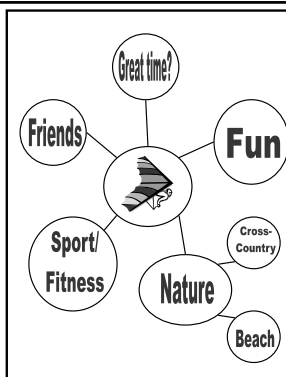 Great time?
Friends
Fun
Sport/
Fitness
Nature
Cross-
Country
Beach